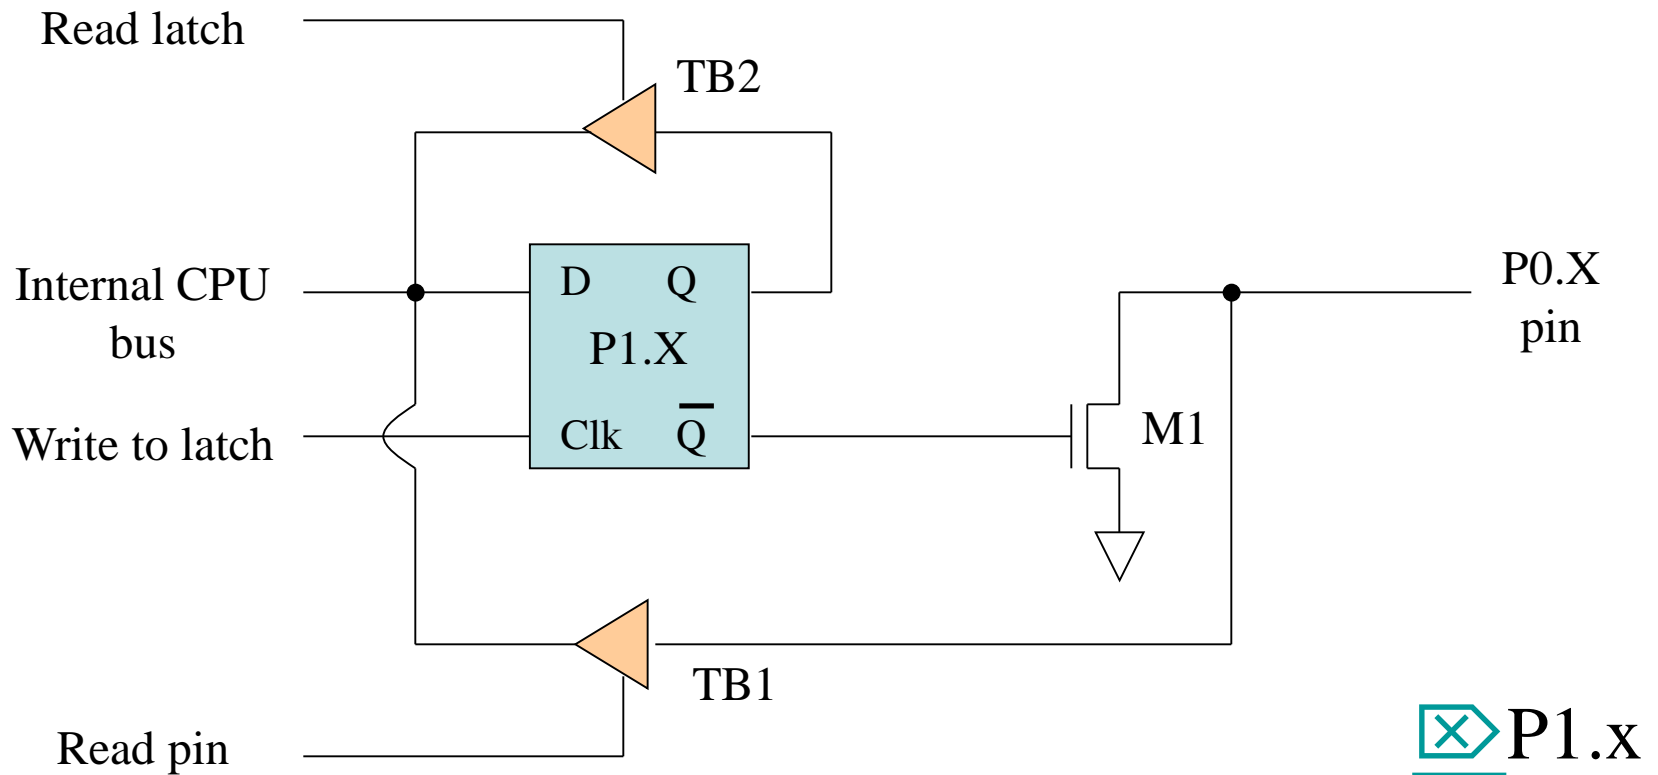 Read latch
TB2
Internal CPU
bus
D Q
P1.X
P0.X
pin
Write to latch
Clk Q̅
M1
TB1
Read pin
P1.x